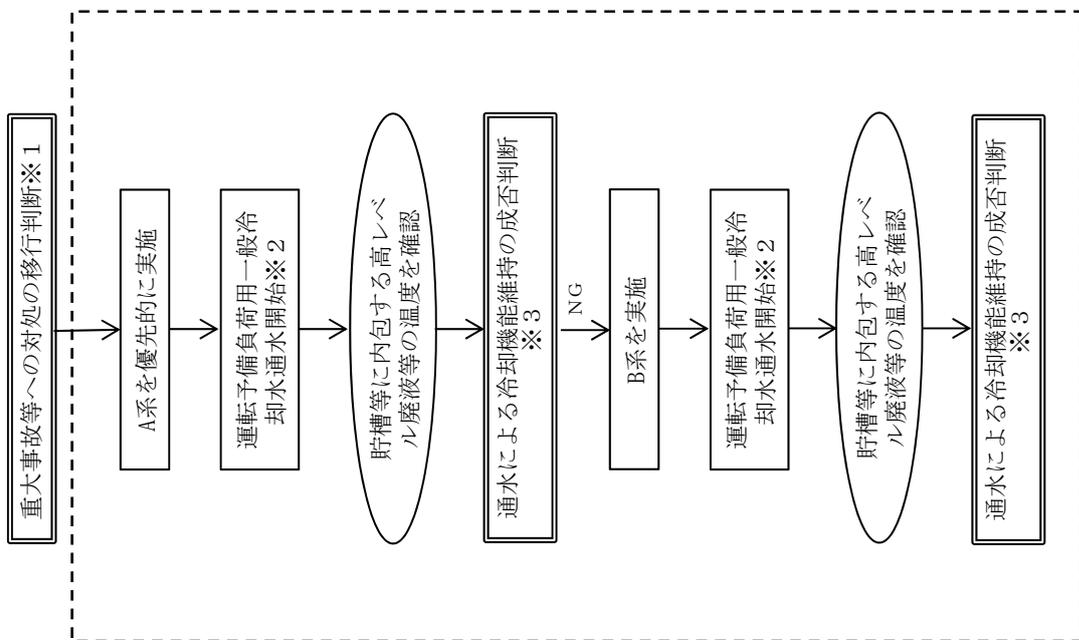 重大事故等への対処の移行判断※1
A系を優先的に実施
運転予備負荷用一般冷
却水通水開始※2
貯槽等に内包する高レベ
ル廃液等の温度を確認
通水による冷却機能維持の成否判断
※3
NG
B系を実施
運転予備負荷用一般冷
却水通水開始※2
貯槽等に内包する高レベ
ル廃液等の温度を確認
通水による冷却機能維持の成否判断
※3